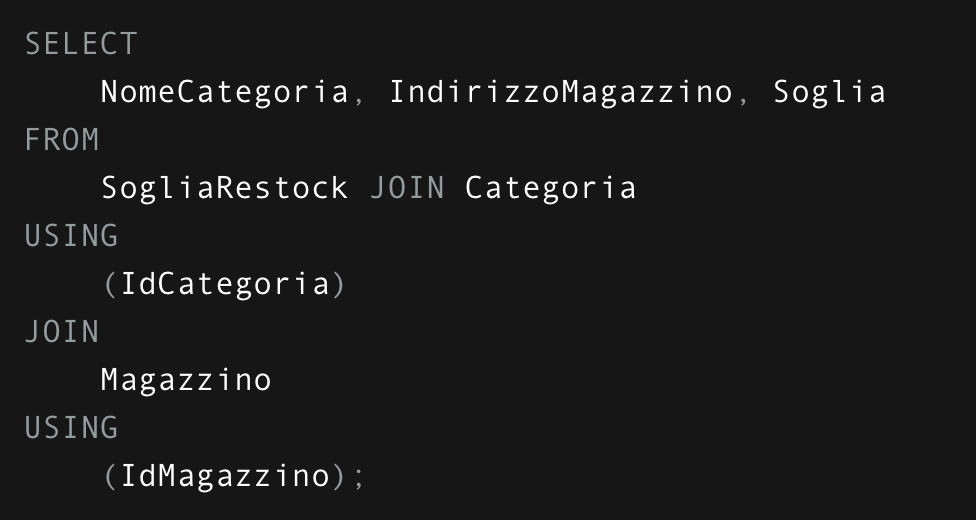 SELECT
NomeCategoria, IndirizzoMagazzino, Soglia
FROM
SogliaRestock JOIN Categoria
USING
(IdCategoria)
JOIN
Magazzino
USING
(IdMagazzino);